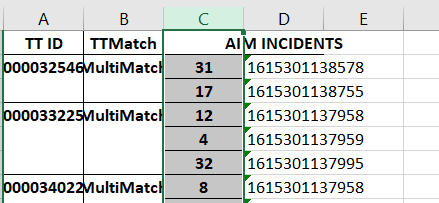 A B C D E
TT ID TTMatch AIM INCIDENTS
000032546 MultiMatch 31 1615301138578
17 1615301138755
000033225 MultiMatch 12 1615301137958
4 1615301137959
32 1615301137995
000034022 MultiMatch 8 1615301137958